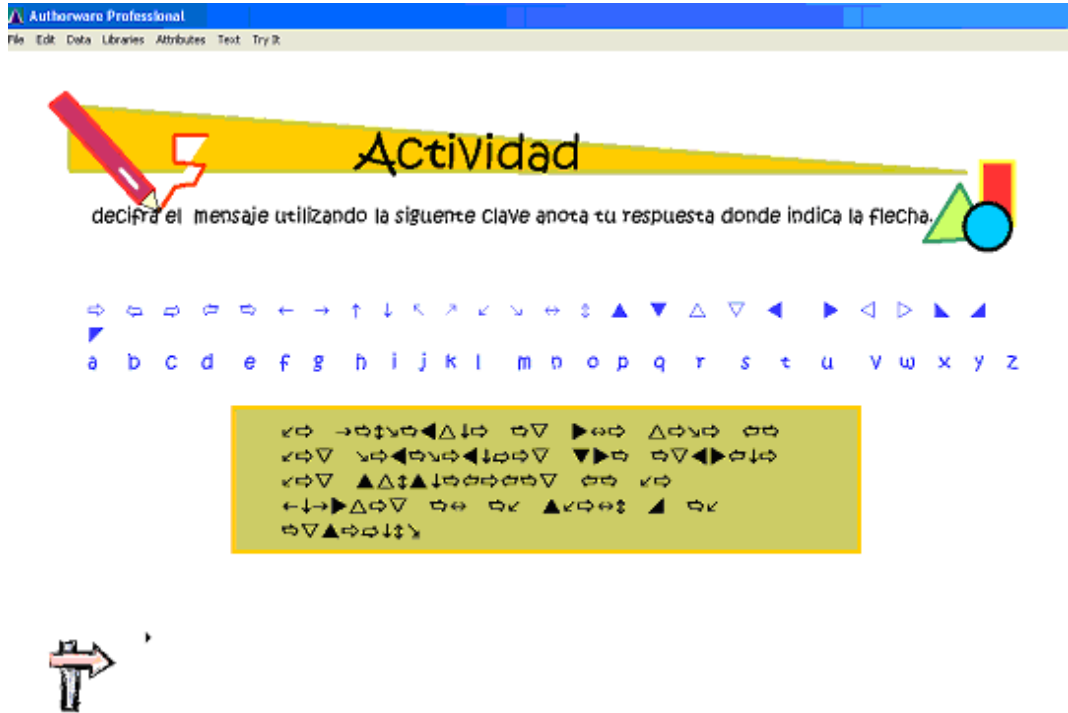 Authorware Professional
File Edit Data Libraries Attributes Text Try It
Actividad
decifra el mensaje utilizando la siguente clave anota tu respuesta donde indica la flecha.
a b c d e f g h i j k l m n o p q r s t u v w x y z